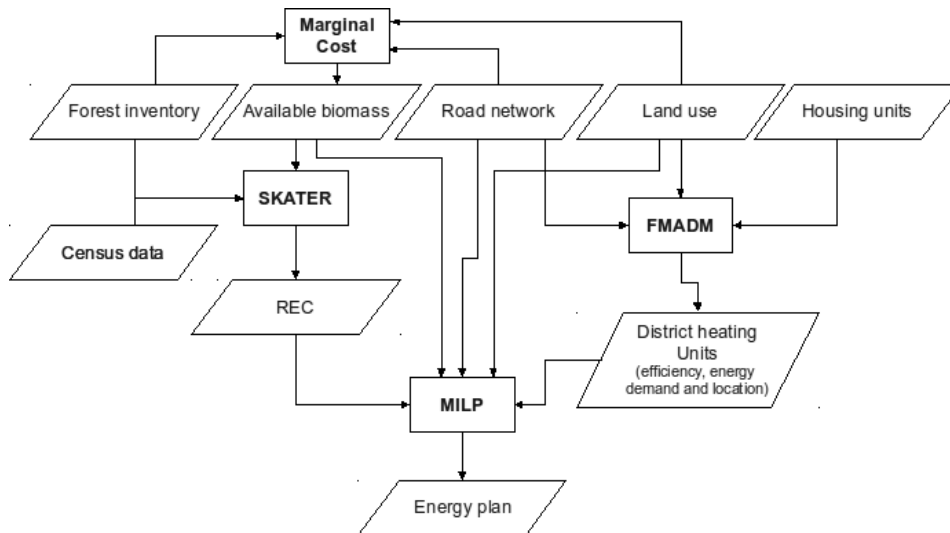 Marginal
Cost
Forest inventory
Available biomass
Road network
Land use
Housing units
SKATER
FMADM
Census data
REC
District heating
Units
(efficiency, energy
demand and location)
MILP
Energy plan